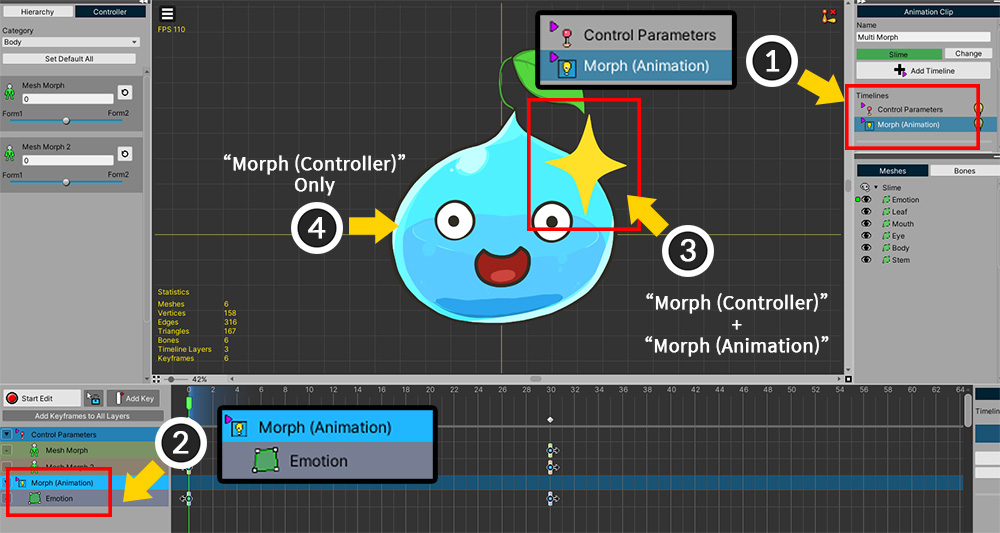 Hierarchy
Controller
Category
Body
Set Default All
Mesh Morph
0
Form1
Form2
Mesh Morph 2
0
Form1
Form2
FPS 110
Control Parameters
Morph (Animation)
1
“Morph (Controller)”
Only
4
3
“Morph (Controller)”
+
“Morph (Animation)”
Statistics
Meshes 6
Vertices 158
Edges 316
Triangles 167
Bones 6
Timeline Layers 3
Keyframes 6
42%
Animation Clip
Name
Multi Morph
Slime
Change
Add Timeline
Timelines
Control Parameters
Morph (Animation)
Meshes
Bones
Slime
Emotion
Leaf
Mouth
Eye
Body
Stem
Start Edit
Add Key
Add Keyframes to All Layers
Control Parameters
Mesh Morph
Mesh Morph 2
Morph (Animation)
Emotion
2
0 2 4 6 8 10 12 14 16 18 20 22 24 26 28 30 32 34 36 38 40 42 44 46 48 50 52 54 56 58 60 62 64
Morph (Animation)
Emotion